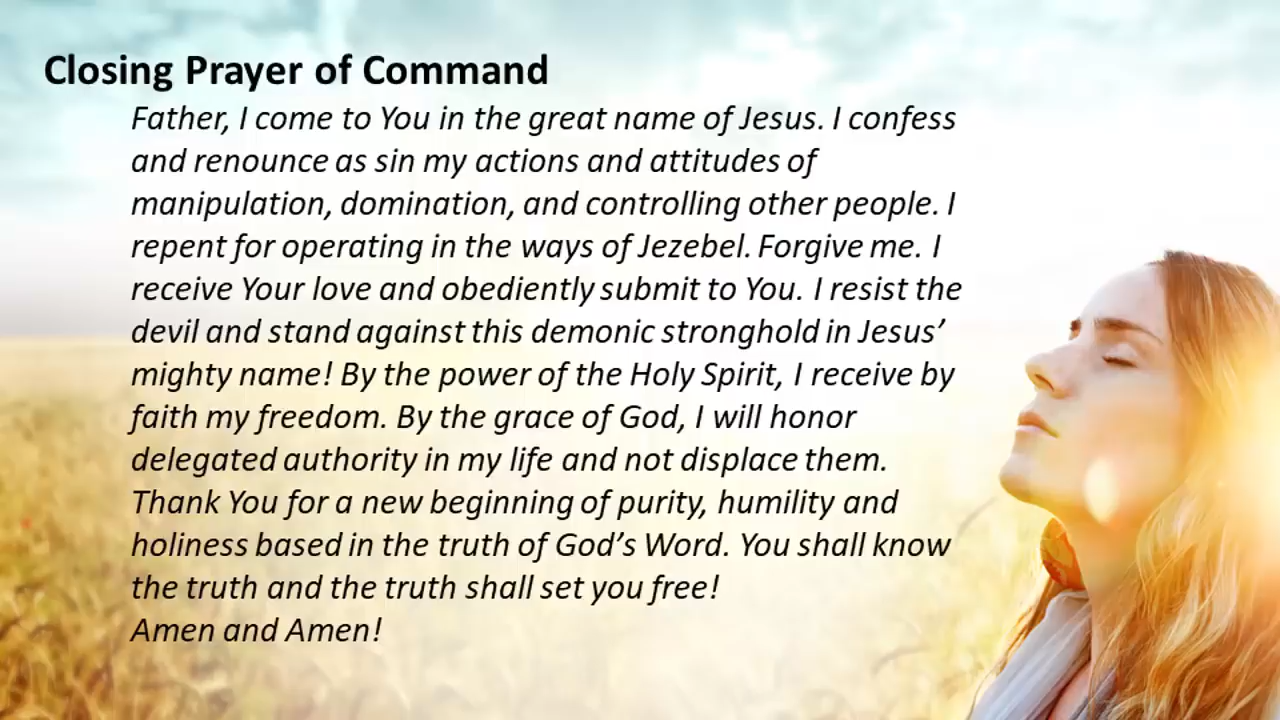 Closing Prayer of Command
Father, I come to You in the great name of Jesus. I confess
and renounce as sin my actions and attitudes of
manipulation, domination, and controlling other people. I
repent for operating in the ways of Jezebel. Forgive me. I
receive Your love and obediently submit to You. I resist the
devil and stand against this demonic stronghold in Jesus’
mighty name! By the power of the Holy Spirit, I receive by
faith my freedom. By the grace of God, I will honor
delegated authority in my life and not displace them.
Thank You for a new beginning of purity, humility and
holiness based in the truth of God’s Word. You shall know
the truth and the truth shall set you free!
Amen and Amen!